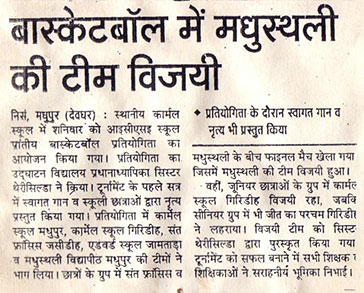 बास्केटबॉल में मधुस्थली
की टीम विजयी
निसं, मधुपुर (देवघर) : स्थानीय कार्मल
स्कूल में शनिवार को आइसीएसइ स्कूल
प्रांतीय बास्केटबॉल प्रतियोगिता का
आयोजन किया गया। प्रतियोगिता का
उद्घाटन विद्यालय प्रधानाध्यापिका सिस्टर
थेरीसिल्डा ने किया। टूर्नामेंट के पहले सत्र
में स्वागत गान व स्कूली छात्राओं द्वारा नृत्य
प्रस्तुत किया गया। प्रतियोगिता में कार्मेल
स्कूल मधुपुर, कार्मल स्कूल गिरिडीह, संत
फ्रांसिस जसीडीह, एडवर्ड स्कूल जामताड़ा
व मधुस्थली विद्यापीठ मधुपुर की टीमों ने
भाग लिया। छात्रों के ग्रुप में संत फ्रांसिस व
♦ प्रतियोगिता के दौरान स्वागत गान व
नृत्य भी प्रस्तुत किया
मधुस्थली के बीच फाइनल मैच खेला गया
जिसमें मधुस्थली की टीम विजयी हुआ।
वहीं, जूनियर छात्राओं के ग्रुप में कार्मल
स्कूल गिरिडीह विजयी रहा, जबकि
सीनियर ग्रुप में भी जीत का परचम गिरिडीह
ने लहराया। विजयी टीम को सिस्टर
थेरीसिल्डा द्वारा पुरस्कृत किया गया
टूर्नामेंट को सफल बनाने में सभी शिक्षक व
शिक्षिकाओं ने सराहनीय भूमिका निभाई।